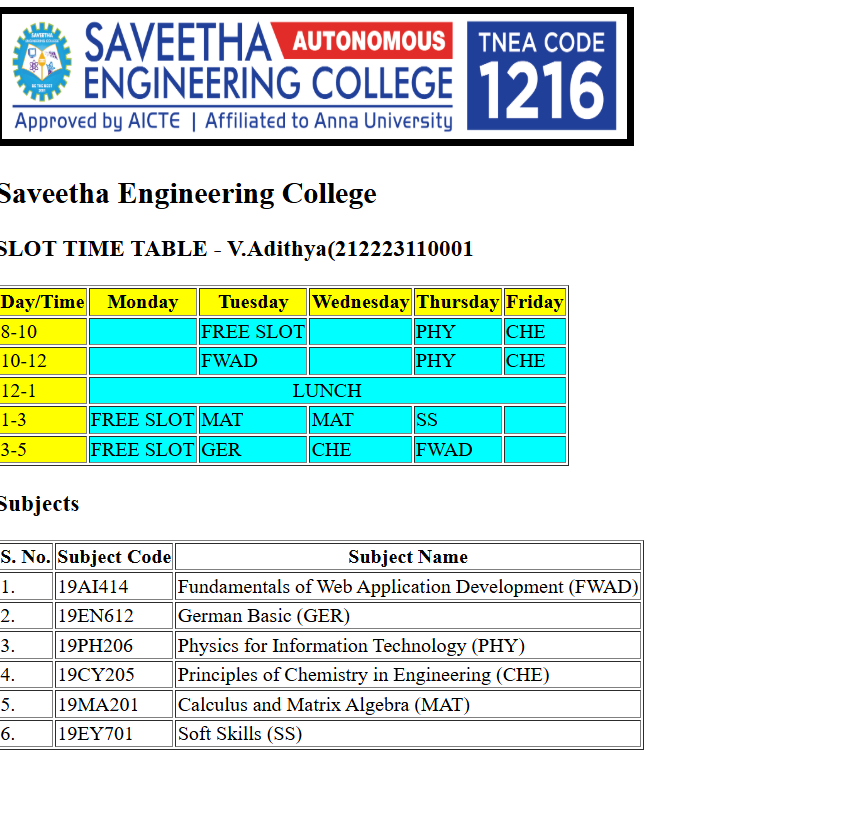 SAVEETHA AUTONOMOUS
ENGINEERING COLLEGE
Approved by AICTE | Affiliated to Anna University
TNEA CODE
1216
Saveetha Engineering College
SLOT TIME TABLE - V.Adithya(212223110001
Day/Time Monday Tuesday Wednesday Thursday Friday
8-10 FREE SLOT PHY CHE
10-12 FWAD PHY CHE
12-1 LUNCH
1-3 FREE SLOT MAT MAT SS
3-5 FREE SLOT GER CHE FWAD
Subjects
S. No. Subject Code Subject Name
1. 19AI414 Fundamentals of Web Application Development (FWAD)
2. 19EN612 German Basic (GER)
3. 19PH206 Physics for Information Technology (PHY)
4. 19CY205 Principles of Chemistry in Engineering (CHE)
5. 19MA201 Calculus and Matrix Algebra (MAT)
6. 19EY701 Soft Skills (SS)